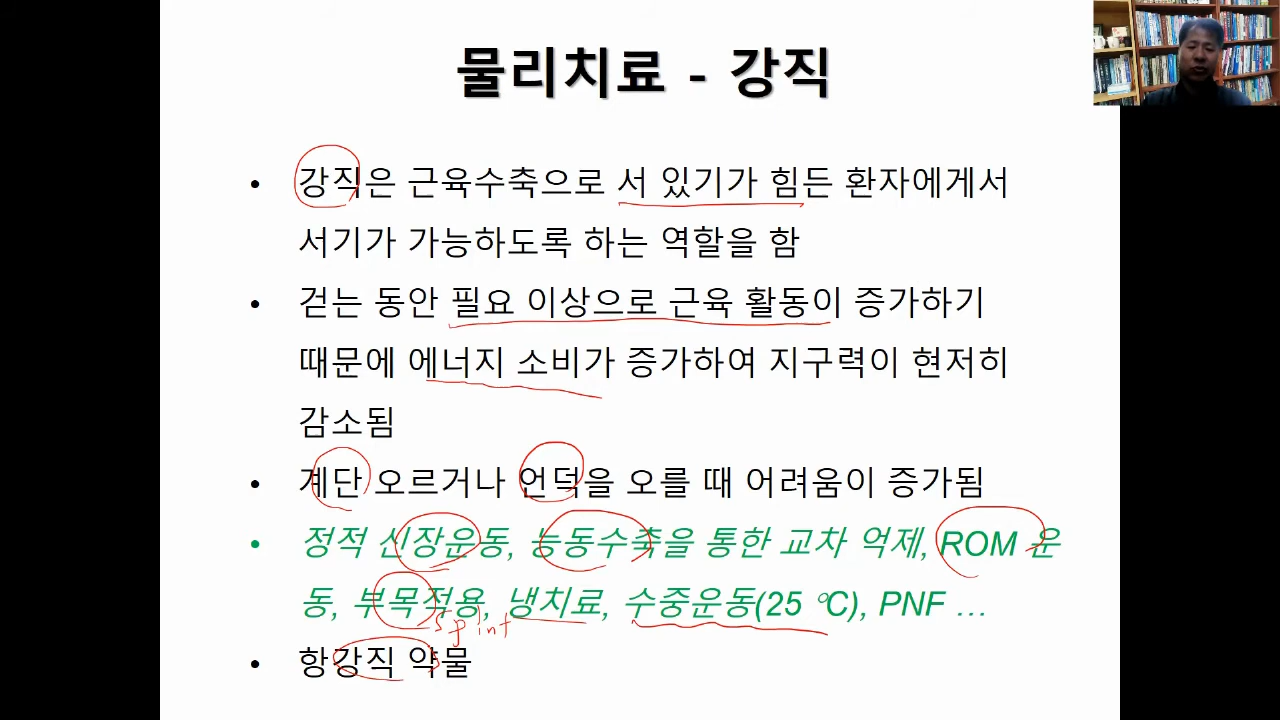 물리치료 - 강직
• 강직은 근육수축으로 서 있기가 힘든 환자에게서
서기가 가능하도록 하는 역할을 함
• 걷는 동안 필요 이상으로 근육 활동이 증가하기
때문에 에너지 소비가 증가하여 지구력이 현저히
감소됨
• 계단 오르거나 언덕을 오를 때 어려움이 증가됨
• 정적 신장운동, 능동수축을 통한 교차 억제, ROM 운
동, 부목적용, 냉치료, 수중운동(25 ℃), PNF …
spint
• 항강직 약물